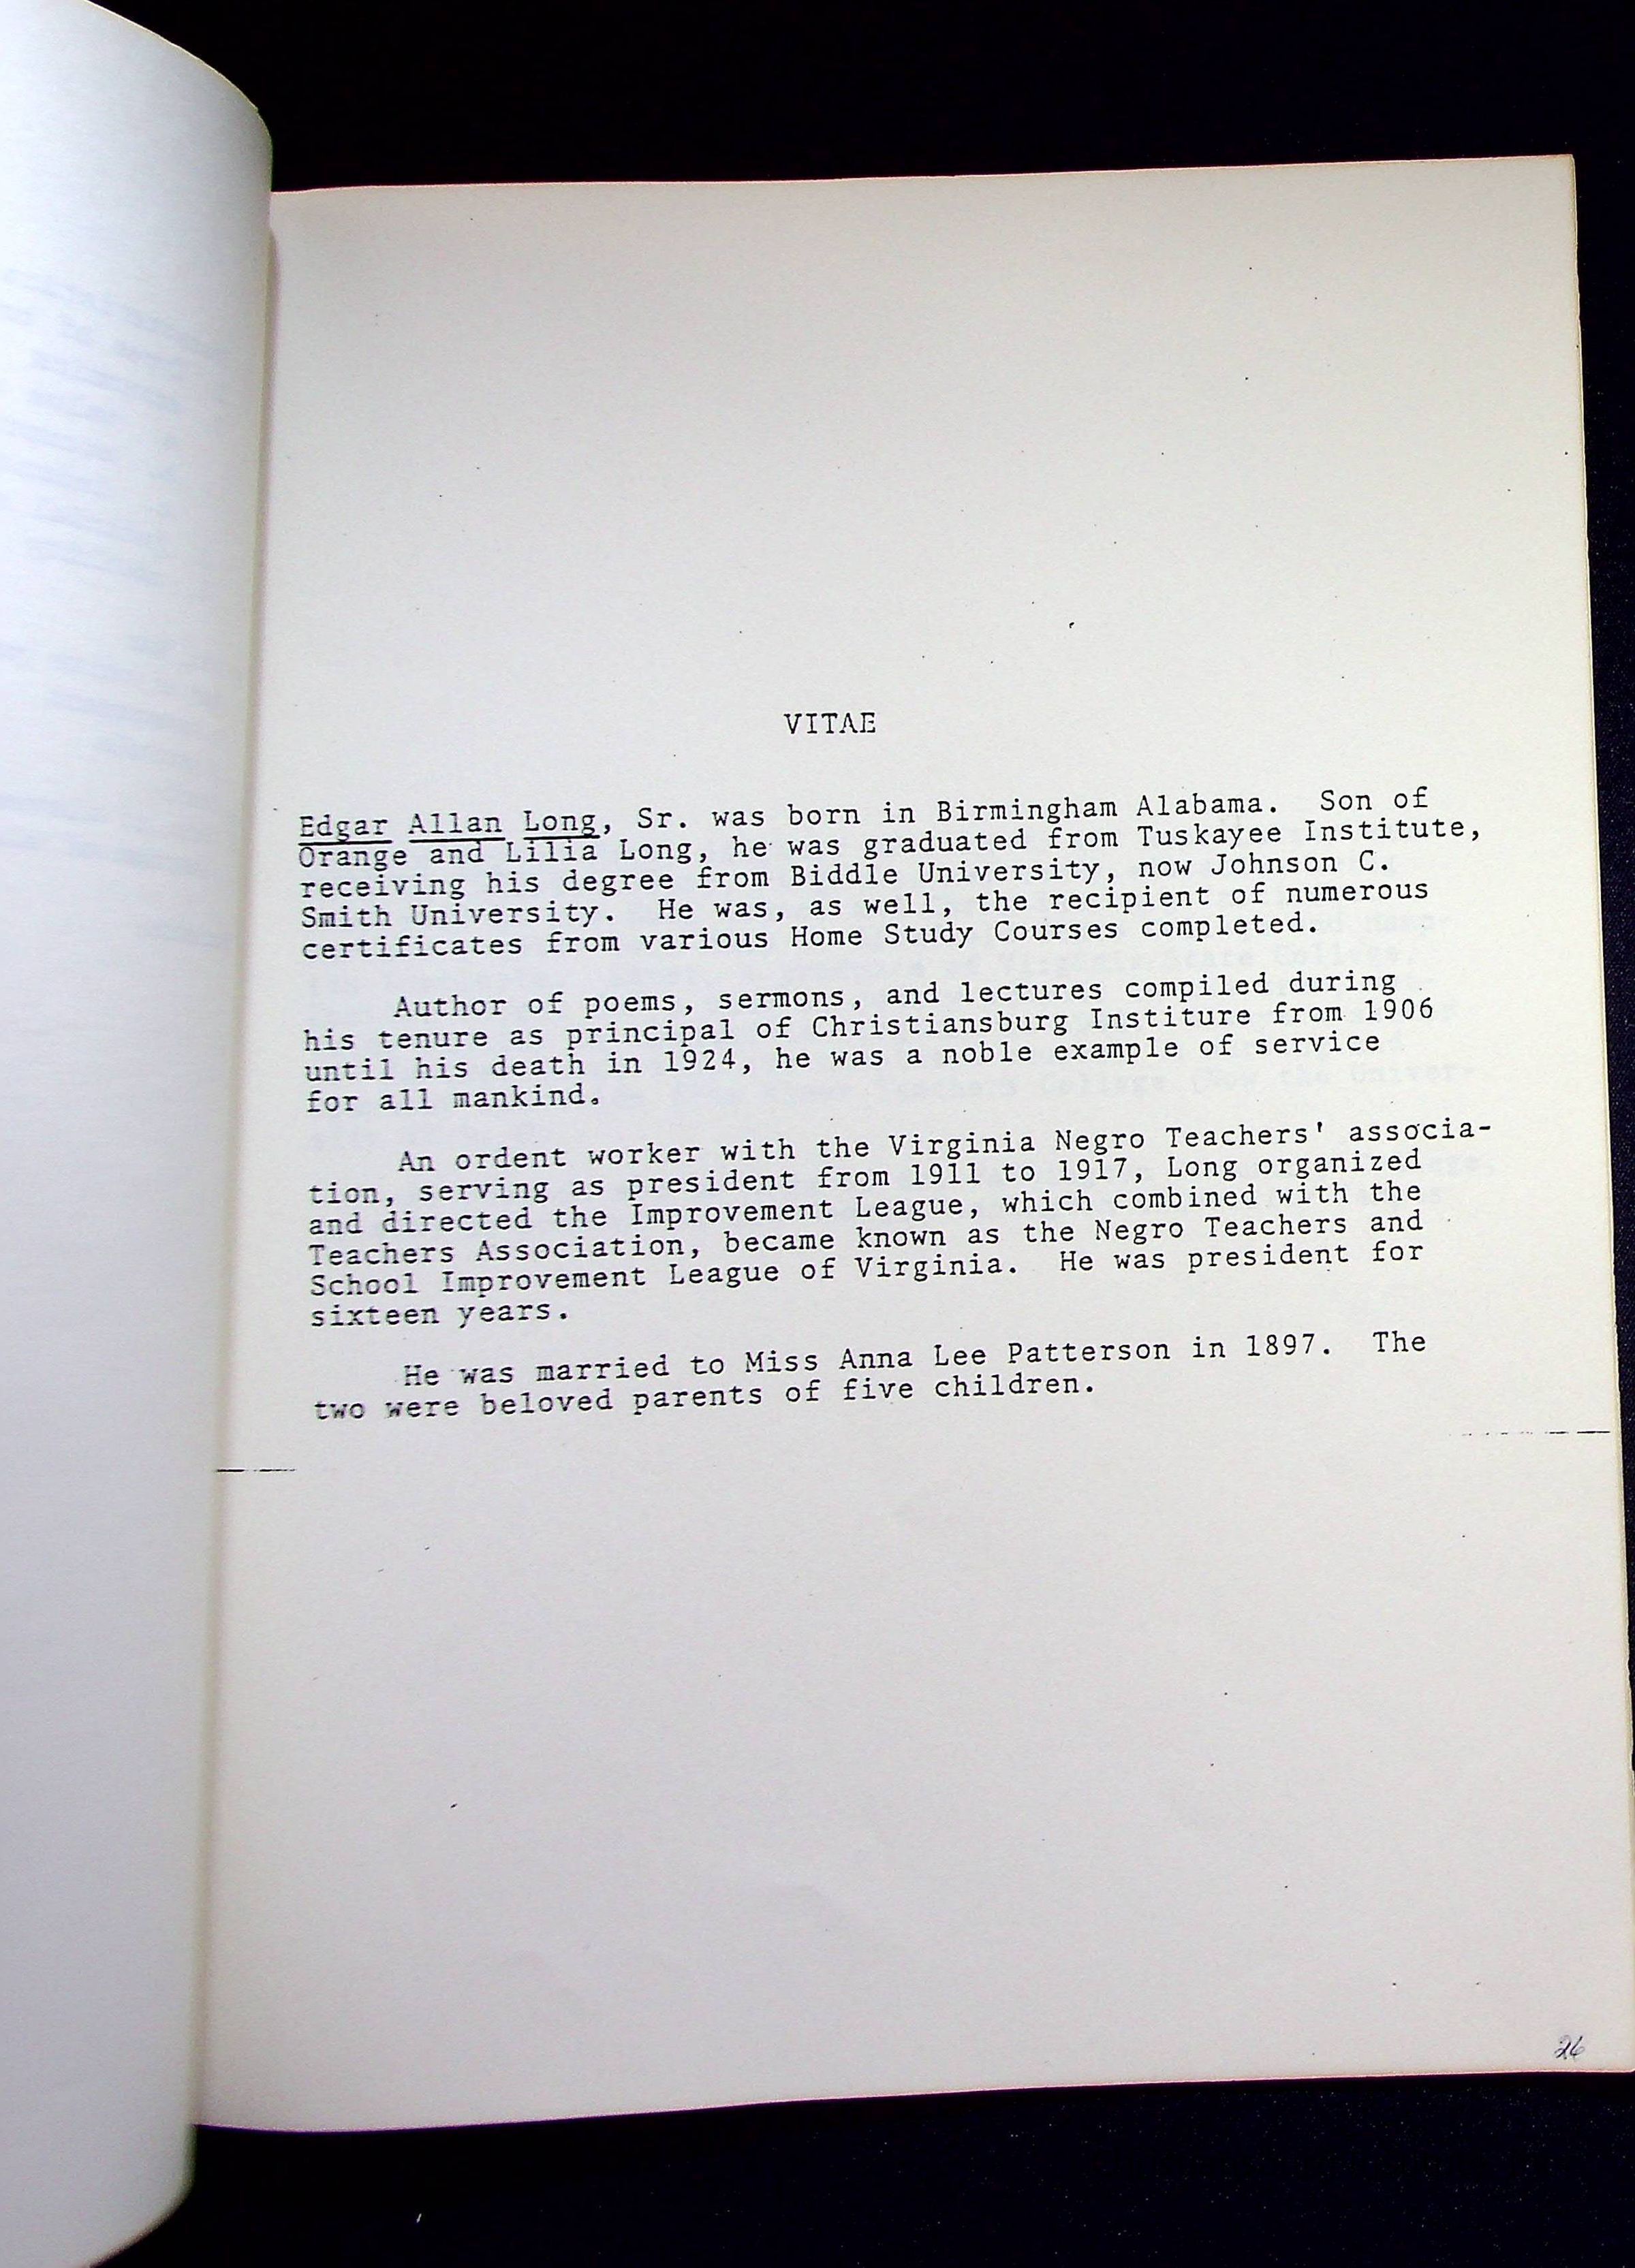 VITAE
Edgar Allan Long, Sr. was born in Birmingham Alabama. Son of
Orange and Lilia Long, he was graduated from Tuskayee Institute,
receiving his degree from Biddle University, now Johnson C.
Smith University. He was, as well, the recipient of numerous
certificates from various Home Study Courses completed.
Author of poems, sermons, and lectures compiled during
his tenure as principal of Christiansburg Institure from 1906
until his death in 1924, he was a noble example of service
for all mankind.
An ordent worker with the Virginia Negro Teachers' associa-
tion, serving as president from 1911 to 1917, Long organized
and directed the Improvement League, which combined with the
Teachers Association, became known as the Negro Teachers and
School Improvement League of Virginia. He was president for
sixteen years.
He was married to Miss Anna Lee Patterson in 1897. The
two were beloved parents of five children.
26